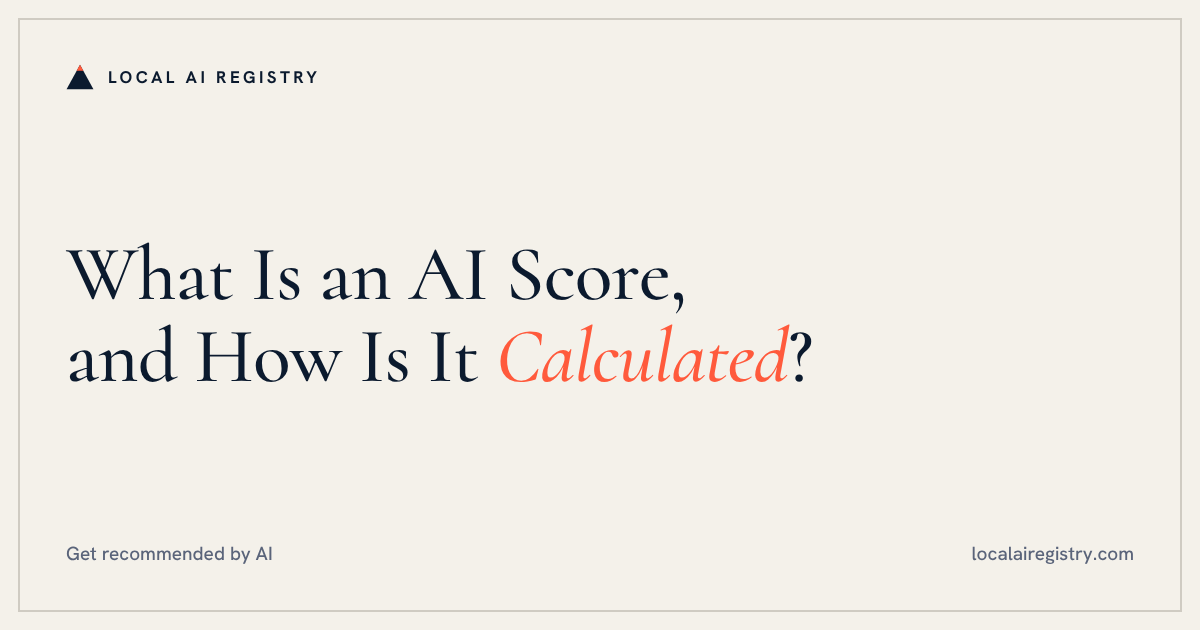 LOCAL AI REGISTRY
What Is an AI Score,
and How Is It Calculated?
Get recommended by AI
localairegistry.com